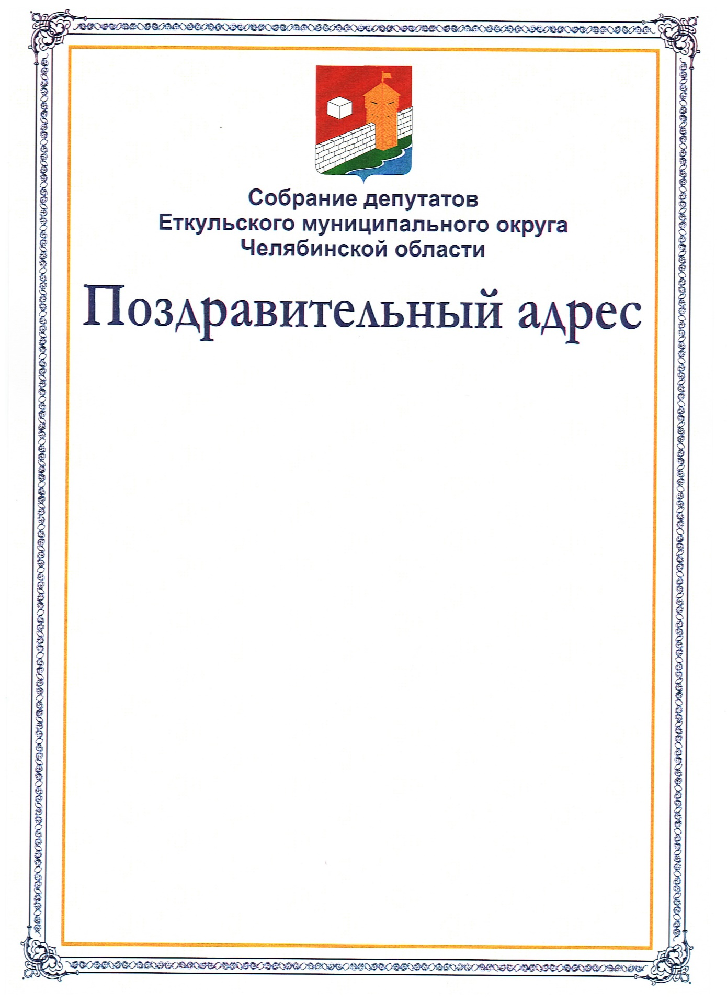 Собрание депутатов
Еткульского муниципального округа
Челябинской области
Поздравительный адрес